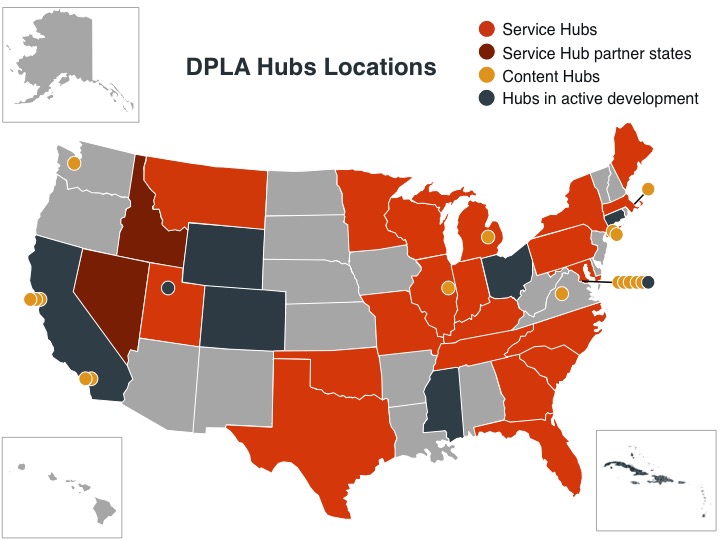 DPLA Hubs Locations
Service Hubs
Service Hub partner states
Content Hubs
Hubs in active development